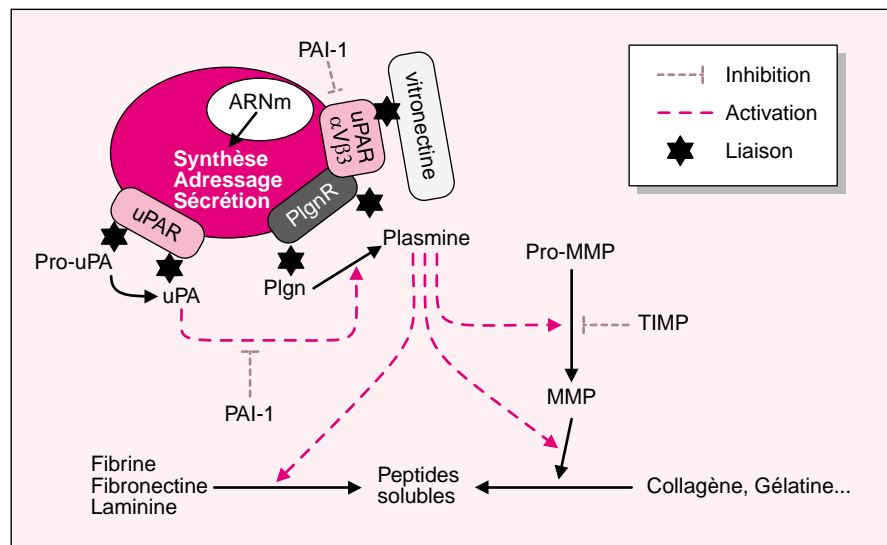 PAI-1
ARNm
uPAR
αVβ3
vitronectine
Inhibition
Activation
Liaison
Synthèse
Adressage
Sécrétion
uPAR
PlgnR
Pro-uPA
uPA
Plgn
Plasmine
Pro-MMP
TIMP
PAI-1
MMP
Fibrine
Fibronectine
Laminine
Peptides
solubles
Collagène, Gélatine...